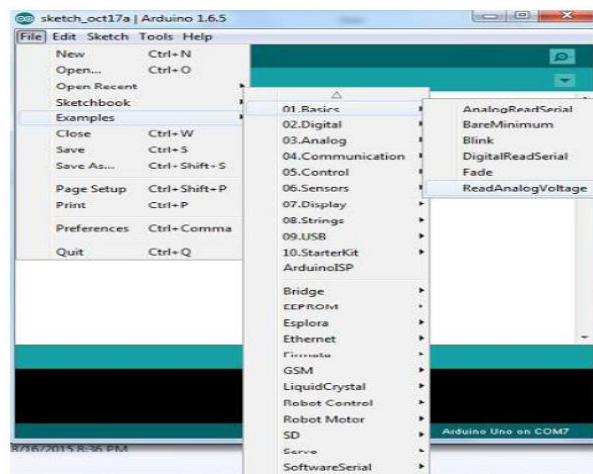 sketch_oct17a | Arduino 1.6.5
File Edit Sketch Tools Help
New Ctrl+N
Open... Ctrl+O
Open Recent
Sketchbook
Examples
Close Ctrl+W
Save Ctrl+S
Save As... Ctrl+Shift+S
Page Setup Ctrl+Shift+P
Print Ctrl+P
Preferences Ctrl+Comma
Quit Ctrl+Q
01.Basics
02.Digital
03.Analog
04.Communication
05.Control
06.Sensors
07.Display
08.Strings
09.USB
10.StarterKit
ArduinoISP
Bridge
EEPROM
Esplora
Ethernet
Firmata
GSM
LiquidCrystal
Robot Control
Robot Motor
SD
Servo
SoftwareSerial
AnalogReadSerial
BareMinimum
Blink
DigitalReadSerial
Fade
ReadAnalogVoltage
Arduino Uno on COM7
8/16/2015 8:36 PM